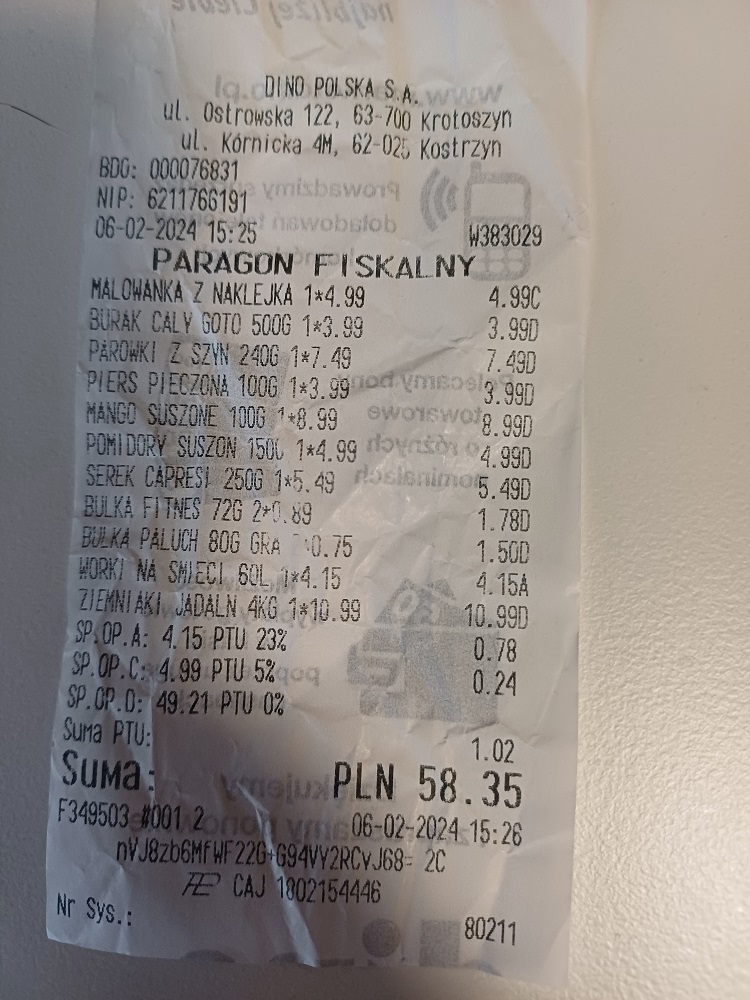 DINO POLSKA S.A.
ul. Ostrowska 122, 63-700 Krotoszyn
ul. Kórnicka 4M, 62-025 Kostrzyn
BDO: 000076831
NIP: 6211766191
06-02-2024 15:25 W383029
PARAGON FISKALNY
MALOWANKA Z NAKLEJKA 1*4.99 4.99C
BURAK CALY GOTO 500G 1*3.99 3.99D
PAROWKI Z SZYN 240G 1*7.49 7.49D
PIERS PIECZONA 100G 1*3.99 3.99D
MANGO SUSZONE 100G 1*8.99 8.99D
POMIDORY SUSZON 150G 1*4.99 4.99D
SEREK CAPRESI 250G 1*5.49 5.49D
BULKA FITNES 72G 2*0.89 1.78D
BULKA PALUCH 80G GRA 0.75 1.50D
WORKI NA SMIECI 60L 1*4.15 4.15A
ZIEMNIAKI JADALN 4KG 1*10.99 10.99D
SP.OP.A: 4.15 PTU 23% 0.78
SP.OP.C: 4.99 PTU 5% 0.24
SP.OP.D: 49.21 PTU 0%
Suma PTU: 1.02
Suma: PLN 58.35
F349503 #001 2 06-02-2024 15:26
nVJ8zb6MfWF22G+G94VY2RCvJ68= 2C
CAJ 1802154446
Nr Sys.: 80211